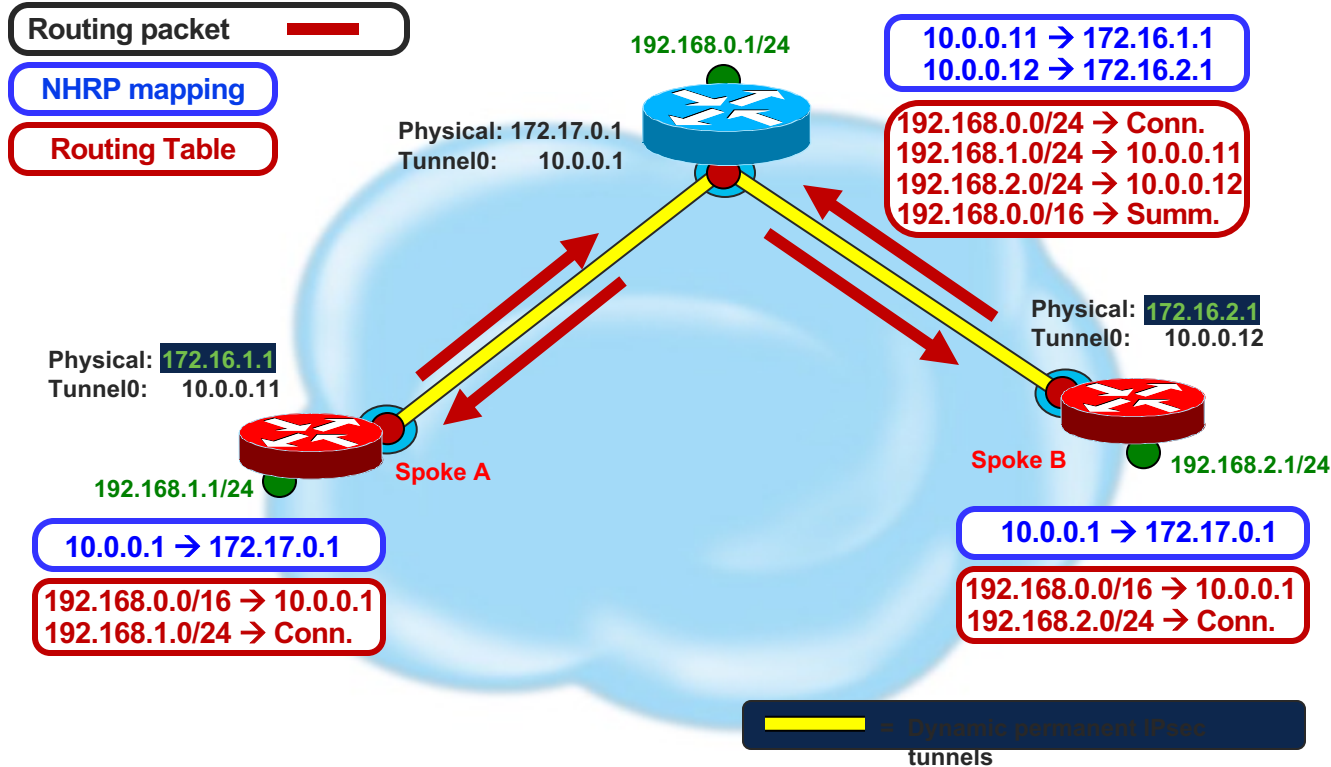 Routing packet
NHRP mapping
Routing Table
192.168.0.1/24
10.0.0.11 → 172.16.1.1
10.0.0.12 → 172.16.2.1
Physical: 172.17.0.1
Tunnel0: 10.0.0.1
192.168.0.0/24 → Conn.
192.168.1.0/24 → 10.0.0.11
192.168.2.0/24 → 10.0.0.12
192.168.0.0/16 → Summ.
Physical: 172.16.1.1
Tunnel0: 10.0.0.11
Physical: 172.16.2.1
Tunnel0: 10.0.0.12
Spoke A
192.168.1.1/24
Spoke B
192.168.2.1/24
10.0.0.1 → 172.17.0.1
192.168.0.0/16 → 10.0.0.1
192.168.1.0/24 → Conn.
10.0.0.1 → 172.17.0.1
192.168.0.0/16 → 10.0.0.1
192.168.2.0/24 → Conn.
= Dynamic permanent IPsec
tunnels